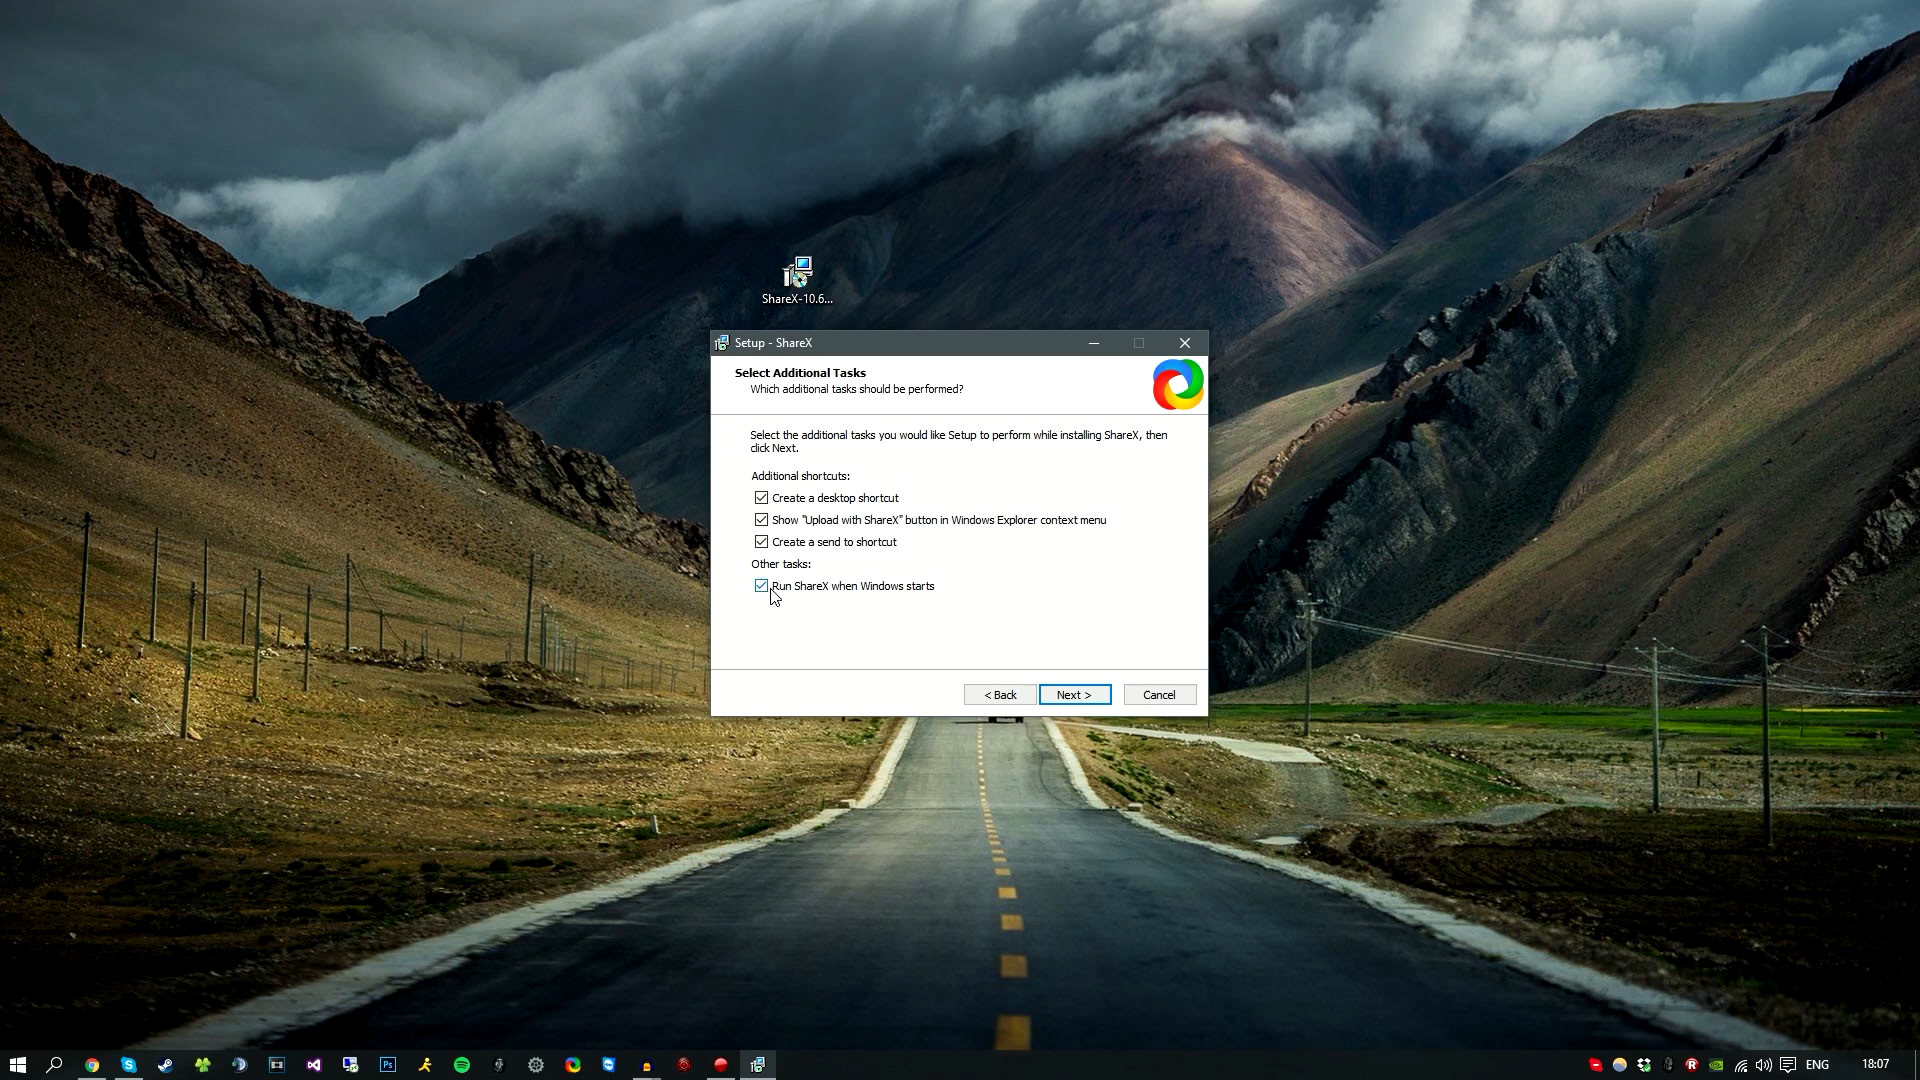 ShareX-10.6...
Setup - ShareX
Select Additional Tasks
Which additional tasks should be performed?
Select the additional tasks you would like Setup to perform while installing ShareX, then
click Next.
Additional shortcuts:
Create a desktop shortcut
Show "Upload with ShareX" button in Windows Explorer context menu
Create a send to shortcut
Other tasks:
Run ShareX when Windows starts
< Back
Next >
Cancel
Ps
R
ENG
18:07